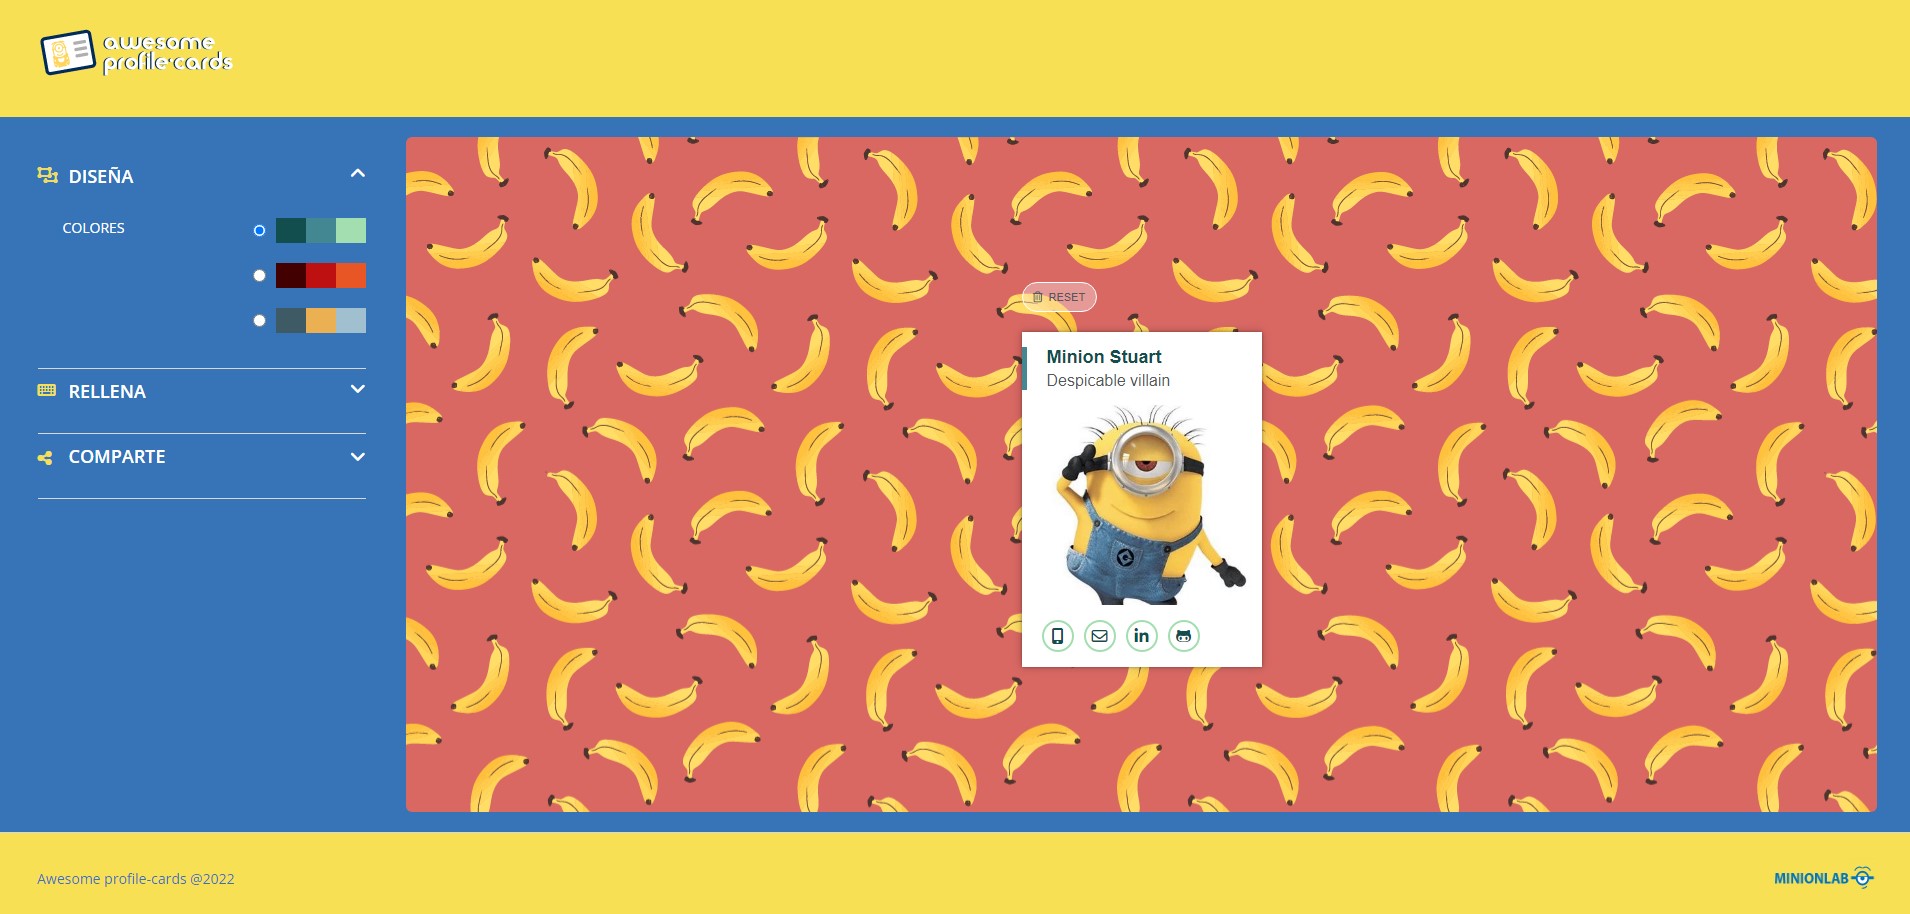 awesome
profile·cards
DISEÑA
COLORES
RELLENA
COMPARTE
RESET
Minion Stuart
Despicable villain
in
Awesome profile-cards @2022
MINIONLAB